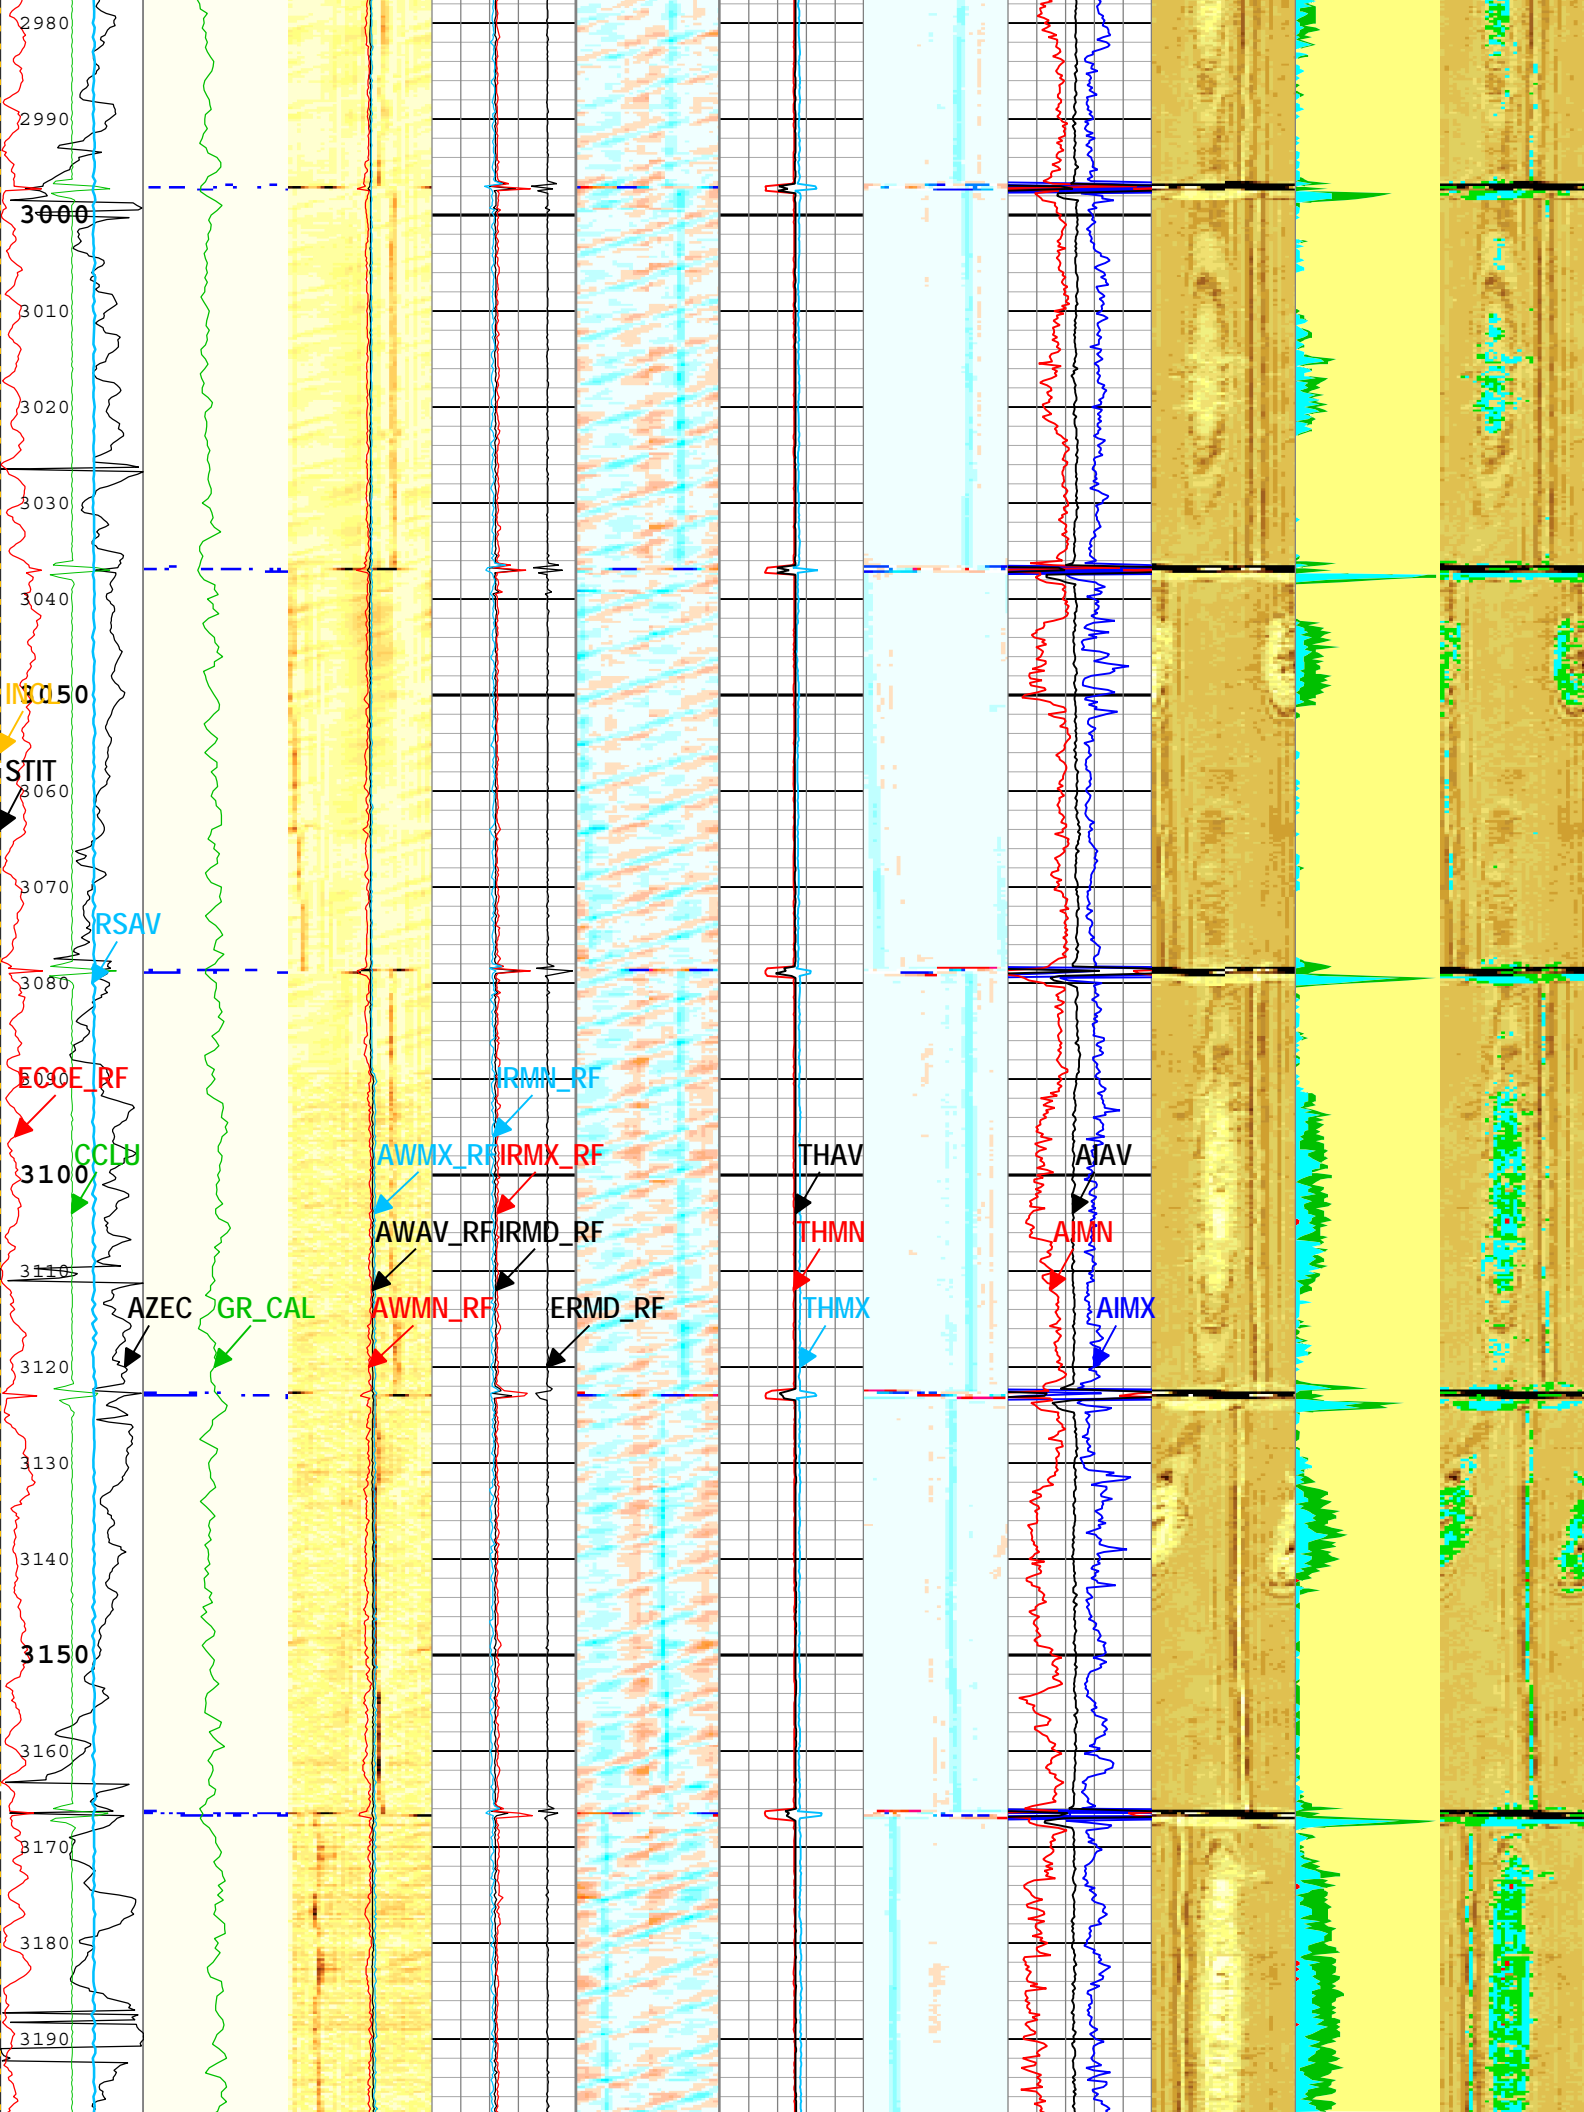 2980
2990
3000
3010
3020
3030
3040
INCL 3050
STIT
3060
3070
RSAV
3080
ECCE_RF 3090 IRMN_RF
CCLU AWMX_RF IRMX_RF THAV AIAV
3100
AWAV_RF IRMD_RF THMN AIMN
3110
AZEC GR_CAL AWMN_RF ERMD_RF THMX AIMX
3120
3130
3140
3150
3160
3170
3180
3190